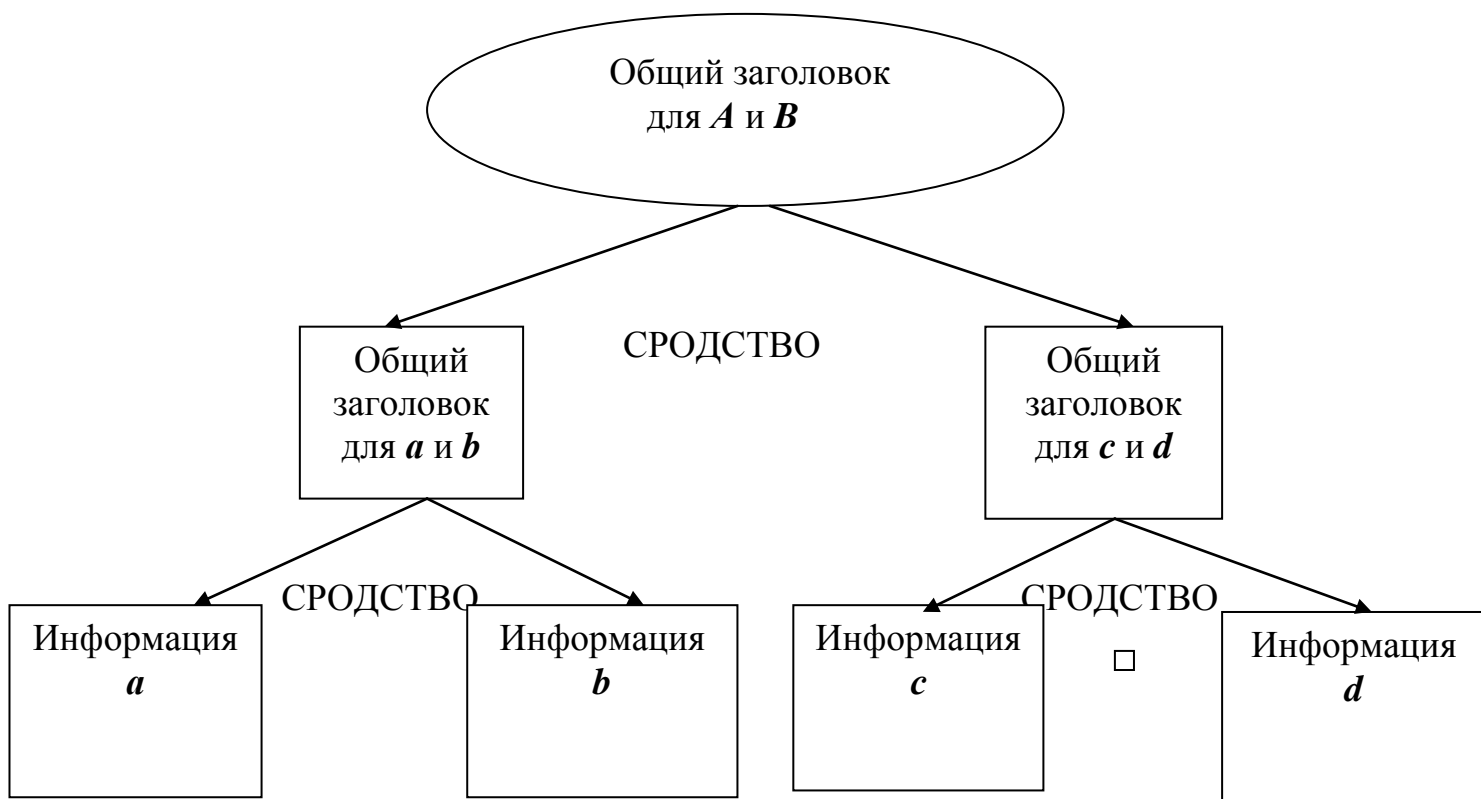 Общий заголовок
для A и B
СРОДСТВО
Общий
заголовок
для a и b
Общий
заголовок
для c и d
СРОДСТВО
СРОДСТВО
Информация
a
Информация
b
Информация
c
Информация
d